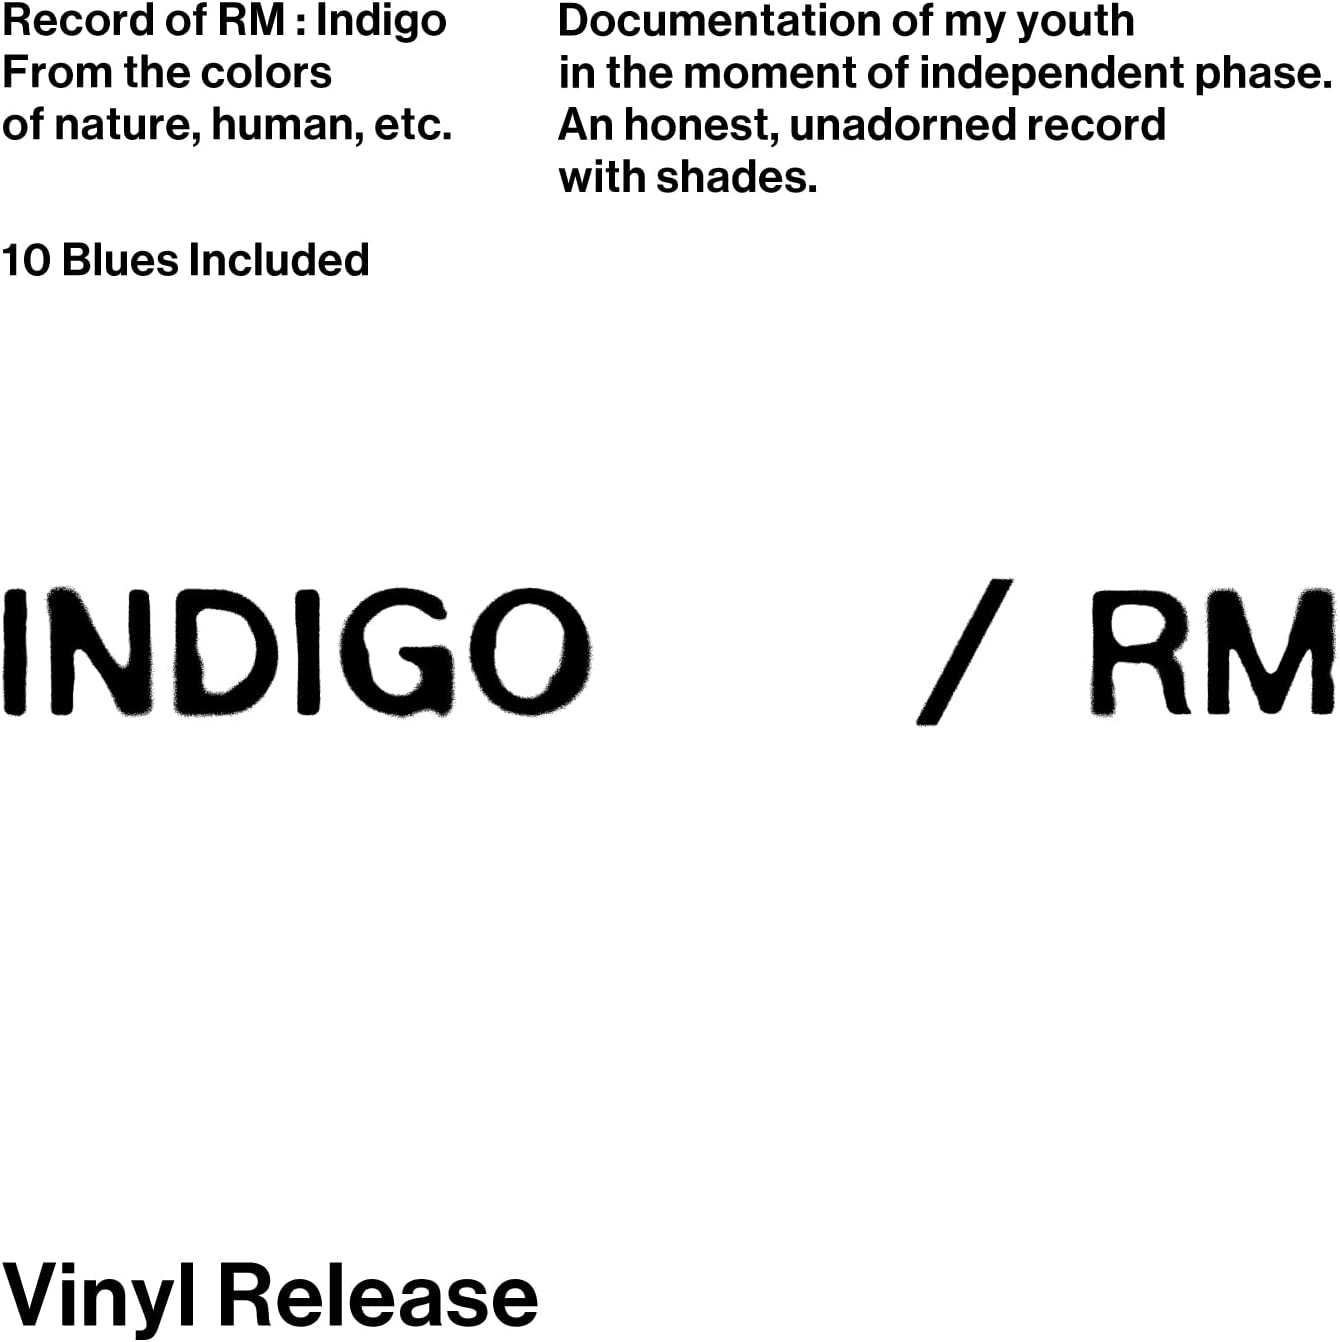 Record of RM : Indigo
From the colors
of nature, human, etc.
10 Blues Included
Documentation of my youth
in the moment of independent phase.
An honest, unadorned record
with shades.
INDIGO / RM
Vinyl Release